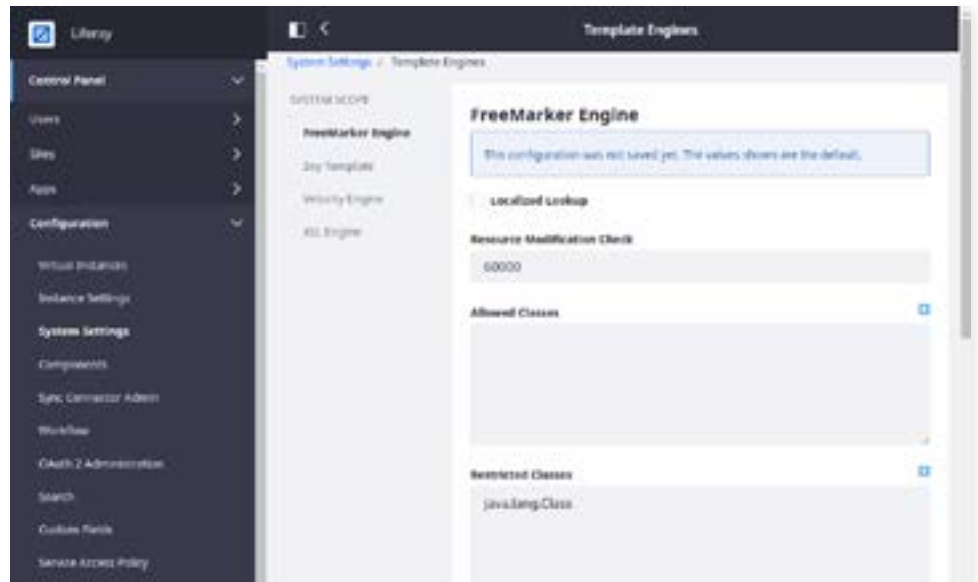 Liferay
Control Panel
Users
Sites
Apps
Configuration
Virtual Instances
Instance Settings
System Settings
Components
Sync Connector Admin
Workflow
OAuth 2 Administration
Search
Custom Fields
Service Access Policy
Template Engines
System Settings / Template Engines
SYSTEM SCOPE
FreeMarker Engine
Soy Template
Velocity Engine
XSL Engine
FreeMarker Engine
This configuration was not saved yet. The values shown are the default.
Localized Lookup
Resource Modification Check
60000
Allowed Classes
Restricted Classes
java.lang.Class